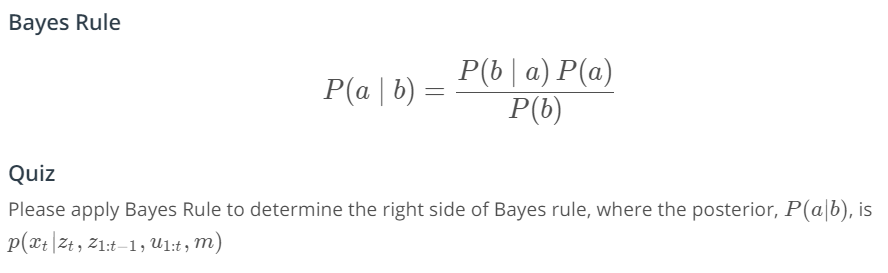 Bayes Rule
P(a | b) = \frac{P(b | a) P(a)}{P(b)}
Quiz
Please apply Bayes Rule to determine the right side of Bayes rule, where the posterior, P(a|b), is
p(x_t|z_t, z_{1:t-1}, u_{1:t}, m)